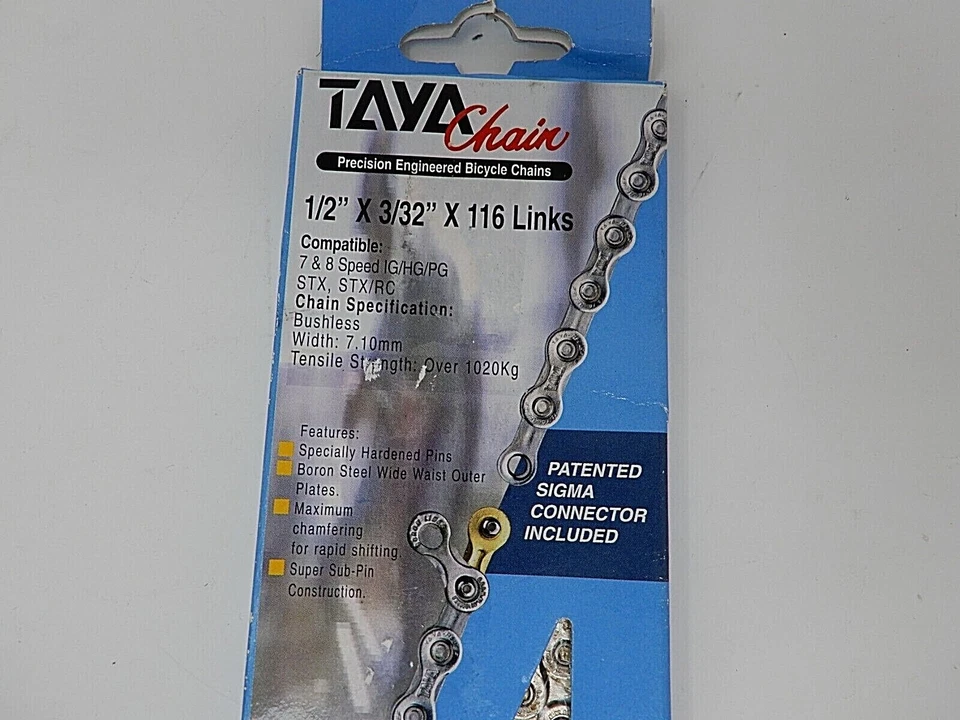 TAYA Chain
Precision Engineered Bicycle Chains
1/2” X 3/32” X 116 Links
Compatible:
7 & 8 Speed IG/HG/PG
STX, STX/RC
Chain Specification:
Bushless
Width: 7.10mm
Tensile Strength: Over 1020Kg
Features:
Specially Hardened Pins
Boron Steel Wide Waist Outer
Plates.
Maximum
chamfering
for rapid shifting.
Super Sub-Pin
Construction.
PATENTED
SIGMA
CONNECTOR
INCLUDED